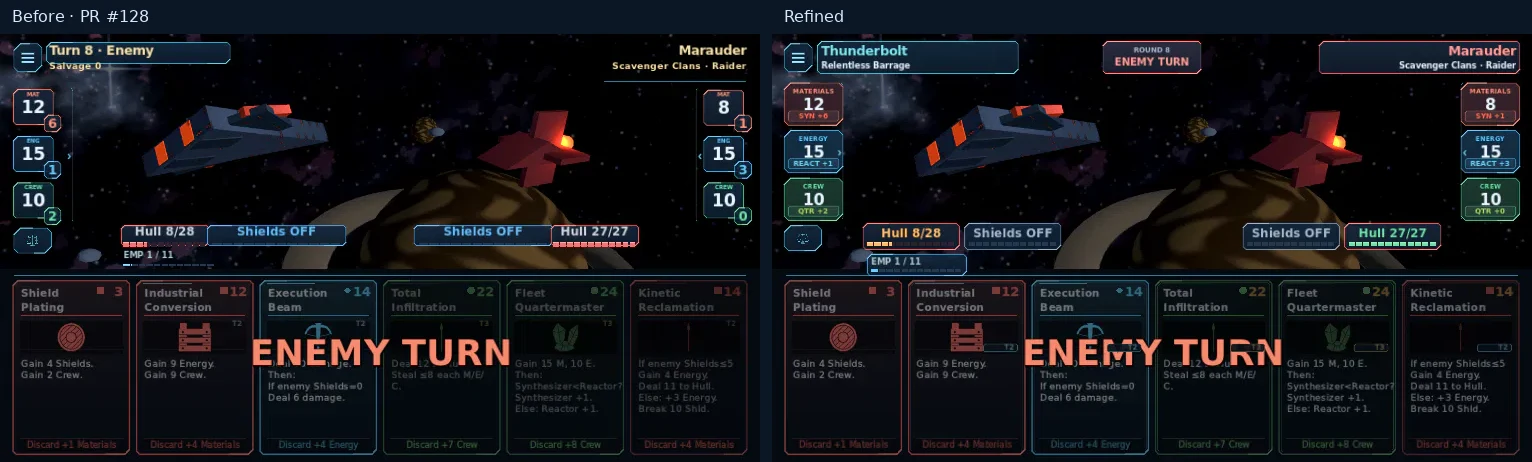 Before · PR #128
Turn 8 · Enemy
Salvage 0
Marauder
Scavenger Clans · Raider
MAT
12
6
ENG
15
1
CREW
10
2
MAT
8
1
ENG
15
3
CREW
10
0
Hull 8/28
Shields OFF
EMP 1 / 11
Shields OFF
Hull 27/27
Shield
Plating
3
Gain 4 Shields.
Gain 2 Crew.
Discard +1 Materials
Industrial
Conversion
12
T2
Gain 9 Energy.
Gain 9 Crew.
Discard +4 Materials
Execution
Beam
14
T2
Then:
If enemy Shields=0
Deal 6 damage.
Discard +4 Energy
Total
Infiltration
22
T3
Steal ≤8 each M/E/
C.
Discard +7 Crew
Fleet
Quartermaster
24
T3
Gain 15 M, 10 E.
Then:
Synthesizer<Reactor?
Synthesizer +1.
Else: Reactor +1.
Discard +8 Crew
Kinetic
Reclamation
14
T2
If enemy Shields≤5
Gain 4 Energy.
Deal 11 to Hull.
Else: +3 Energy.
Break 10 Shld.
Discard +4 Materials
ENEMY TURN
Refined
Thunderbolt
Relentless Barrage
ROUND 8
ENEMY TURN
Marauder
Scavenger Clans · Raider
MATERIALS
12
SYN +0
ENERGY
15
REACT +1
CREW
10
QTR +2
MATERIALS
8
SYN +1
ENERGY
15
REACT +3
CREW
10
QTR +0
Hull 8/28
Shields OFF
EMP 1 / 11
Shields OFF
Hull 27/27
Shield
Plating
3
Gain 4 Shields.
Gain 2 Crew.
Discard +1 Materials
Industrial
Conversion
12
T2
Gain 9 Energy.
Gain 9 Crew.
Discard +4 Materials
Execution
Beam
14
Then:
If enemy Shields=0
Deal 6 damage.
Discard +4 Energy
Total
Infiltration
22
Steal ≤8 each M/E/
C.
Discard +7 Crew
Fleet
Quartermaster
24
T3
Gain 15 M, 10 E.
Then:
Synthesizer<Reactor?
Synthesizer +1.
Else: Reactor +1.
Discard +8 Crew
Kinetic
Reclamation
14
T2
If enemy Shields≤5
Gain 4 Energy.
Deal 11 to Hull.
Else: +3 Energy.
Break 10 Shld.
Discard +4 Materials
ENEMY TURN